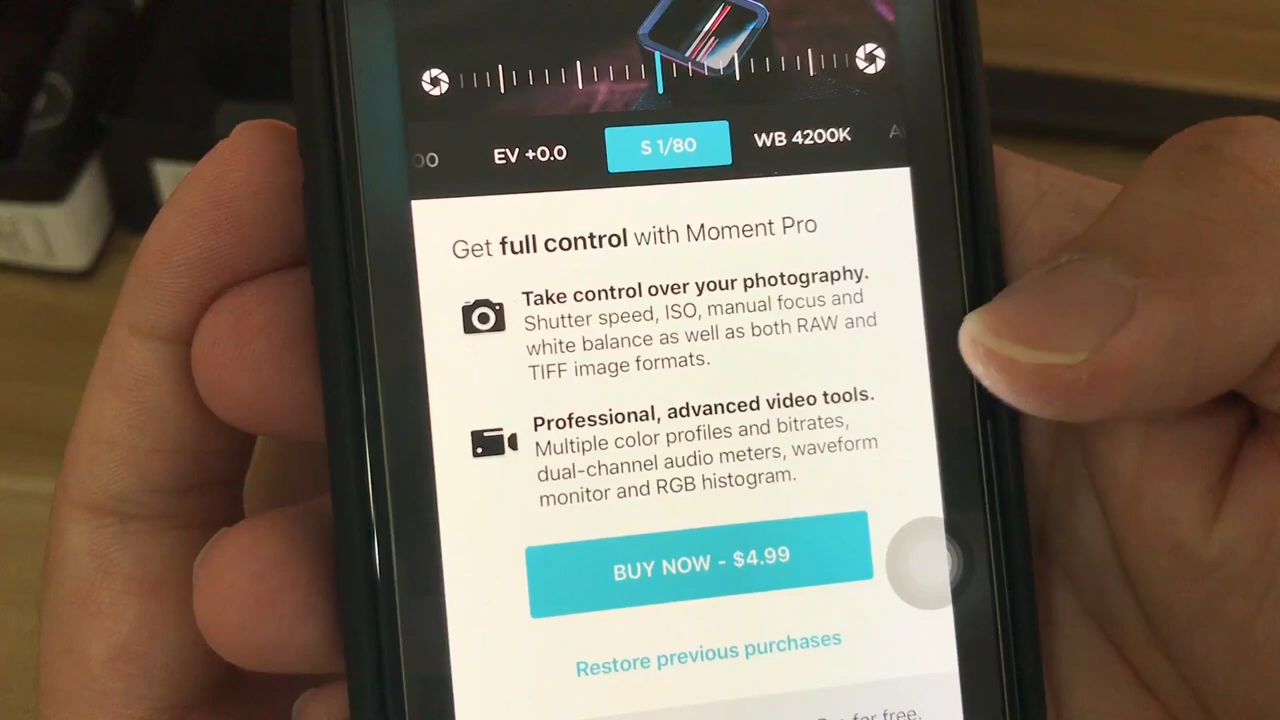 EV +0.0 S 1/80 WB 4200K
Get full control with Moment Pro
Take control over your photography.
Shutter speed, ISO, manual focus and
white balance as well as both RAW and
TIFF image formats.
Professional, advanced video tools.
Multiple color profiles and bitrates,
dual-channel audio meters, waveform
monitor and RGB histogram.
BUY NOW - $4.99
Restore previous purchases
for free.